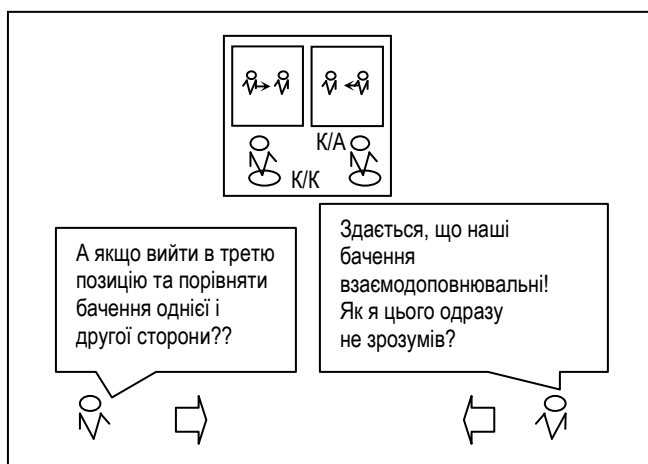 К/А
К/К
А якщо вийти в третю
позицію та порівняти
бачення однієї і
другої сторони??
Здається, що наші
бачення
взаємодоповнювальні!
Як я цього одразу
не зрозумів?